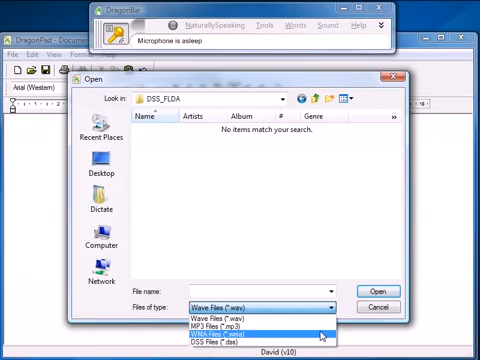 DragonBar
NaturallySpeaking Tools Words Sound Help
Microphone is asleep
DragonPad - Docume
File Edit View Format
Arial (Western)
Open
Look in: DSS_FLDA
Name Artists Album # Genre »
No items match your search.
Recent Places
Desktop
Dictate
Computer
Network
File name:
Open
Files of type: Wave Files (*.wav)
Cancel
Wave Files (*.wav)
MP3 Files (*.mp3)
WMA Files (*.wma)
DSS Files (*.dss)
David (v10)